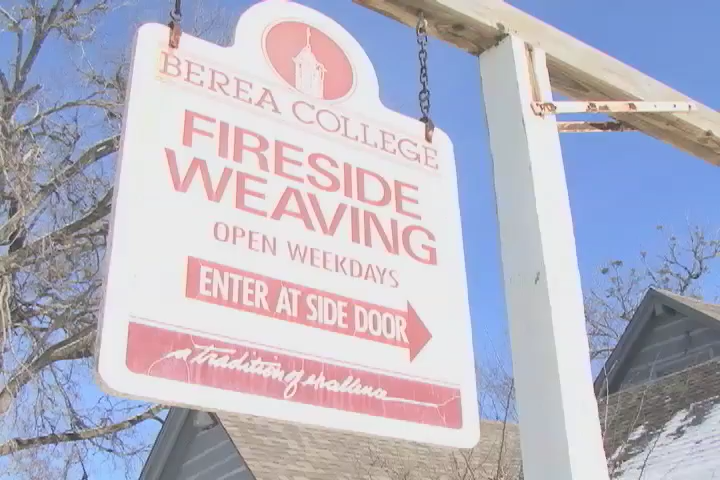 BEREA COLLEGE
FIRESIDE
WEAVING
OPEN WEEKDAYS
ENTER AT SIDE DOOR
a tradition of excellence